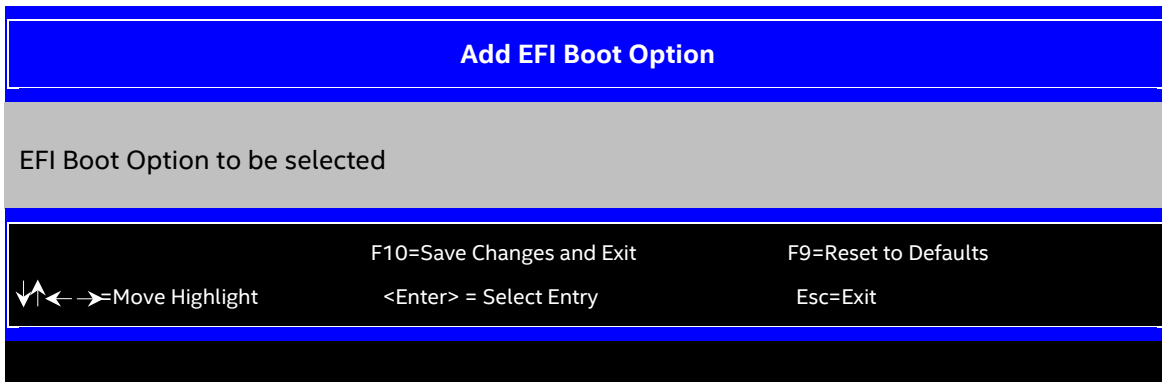 Add EFI Boot Option
EFI Boot Option to be selected
F10=Save Changes and Exit F9=Reset to Defaults
↓↑←→=Move Highlight <Enter> = Select Entry Esc=Exit